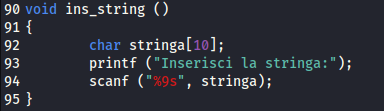 90 void ins_string ()
91 {
92         char stringa[10];
93         printf ("Inserisci la stringa:");
94         scanf ("%9s", stringa);
95 }